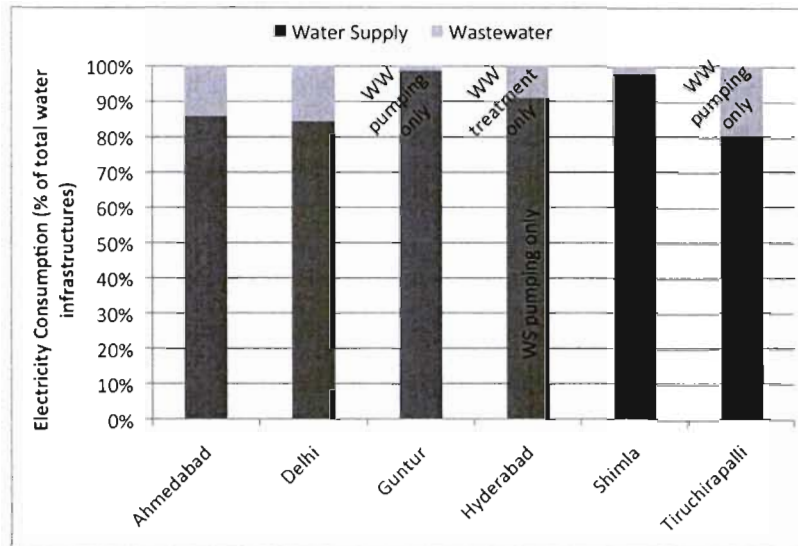 Water Supply Wastewater
Electricity Consumption (% of total water
infrastructures)
100%
90%
80%
70%
60%
50%
40%
30%
20%
10%
0%
WW
pumping
only
WW
treatment
only
WS pumping only
WW
pumping
only
Ahmedabad
Delhi
Guntur
Hyderabad
Shimla
Tiruchirapalli